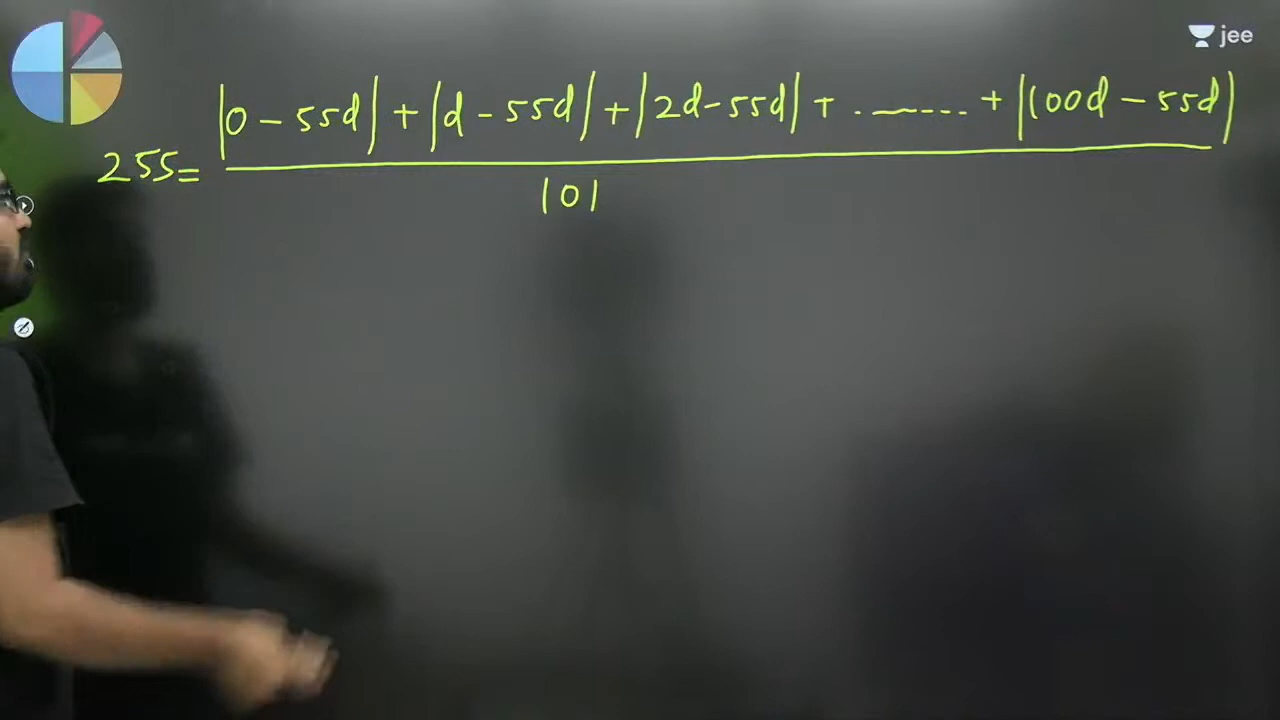 jee
255 = |0 - 55d| + |d - 55d| + |2d - 55d| + ........ + |100d - 55d|
101